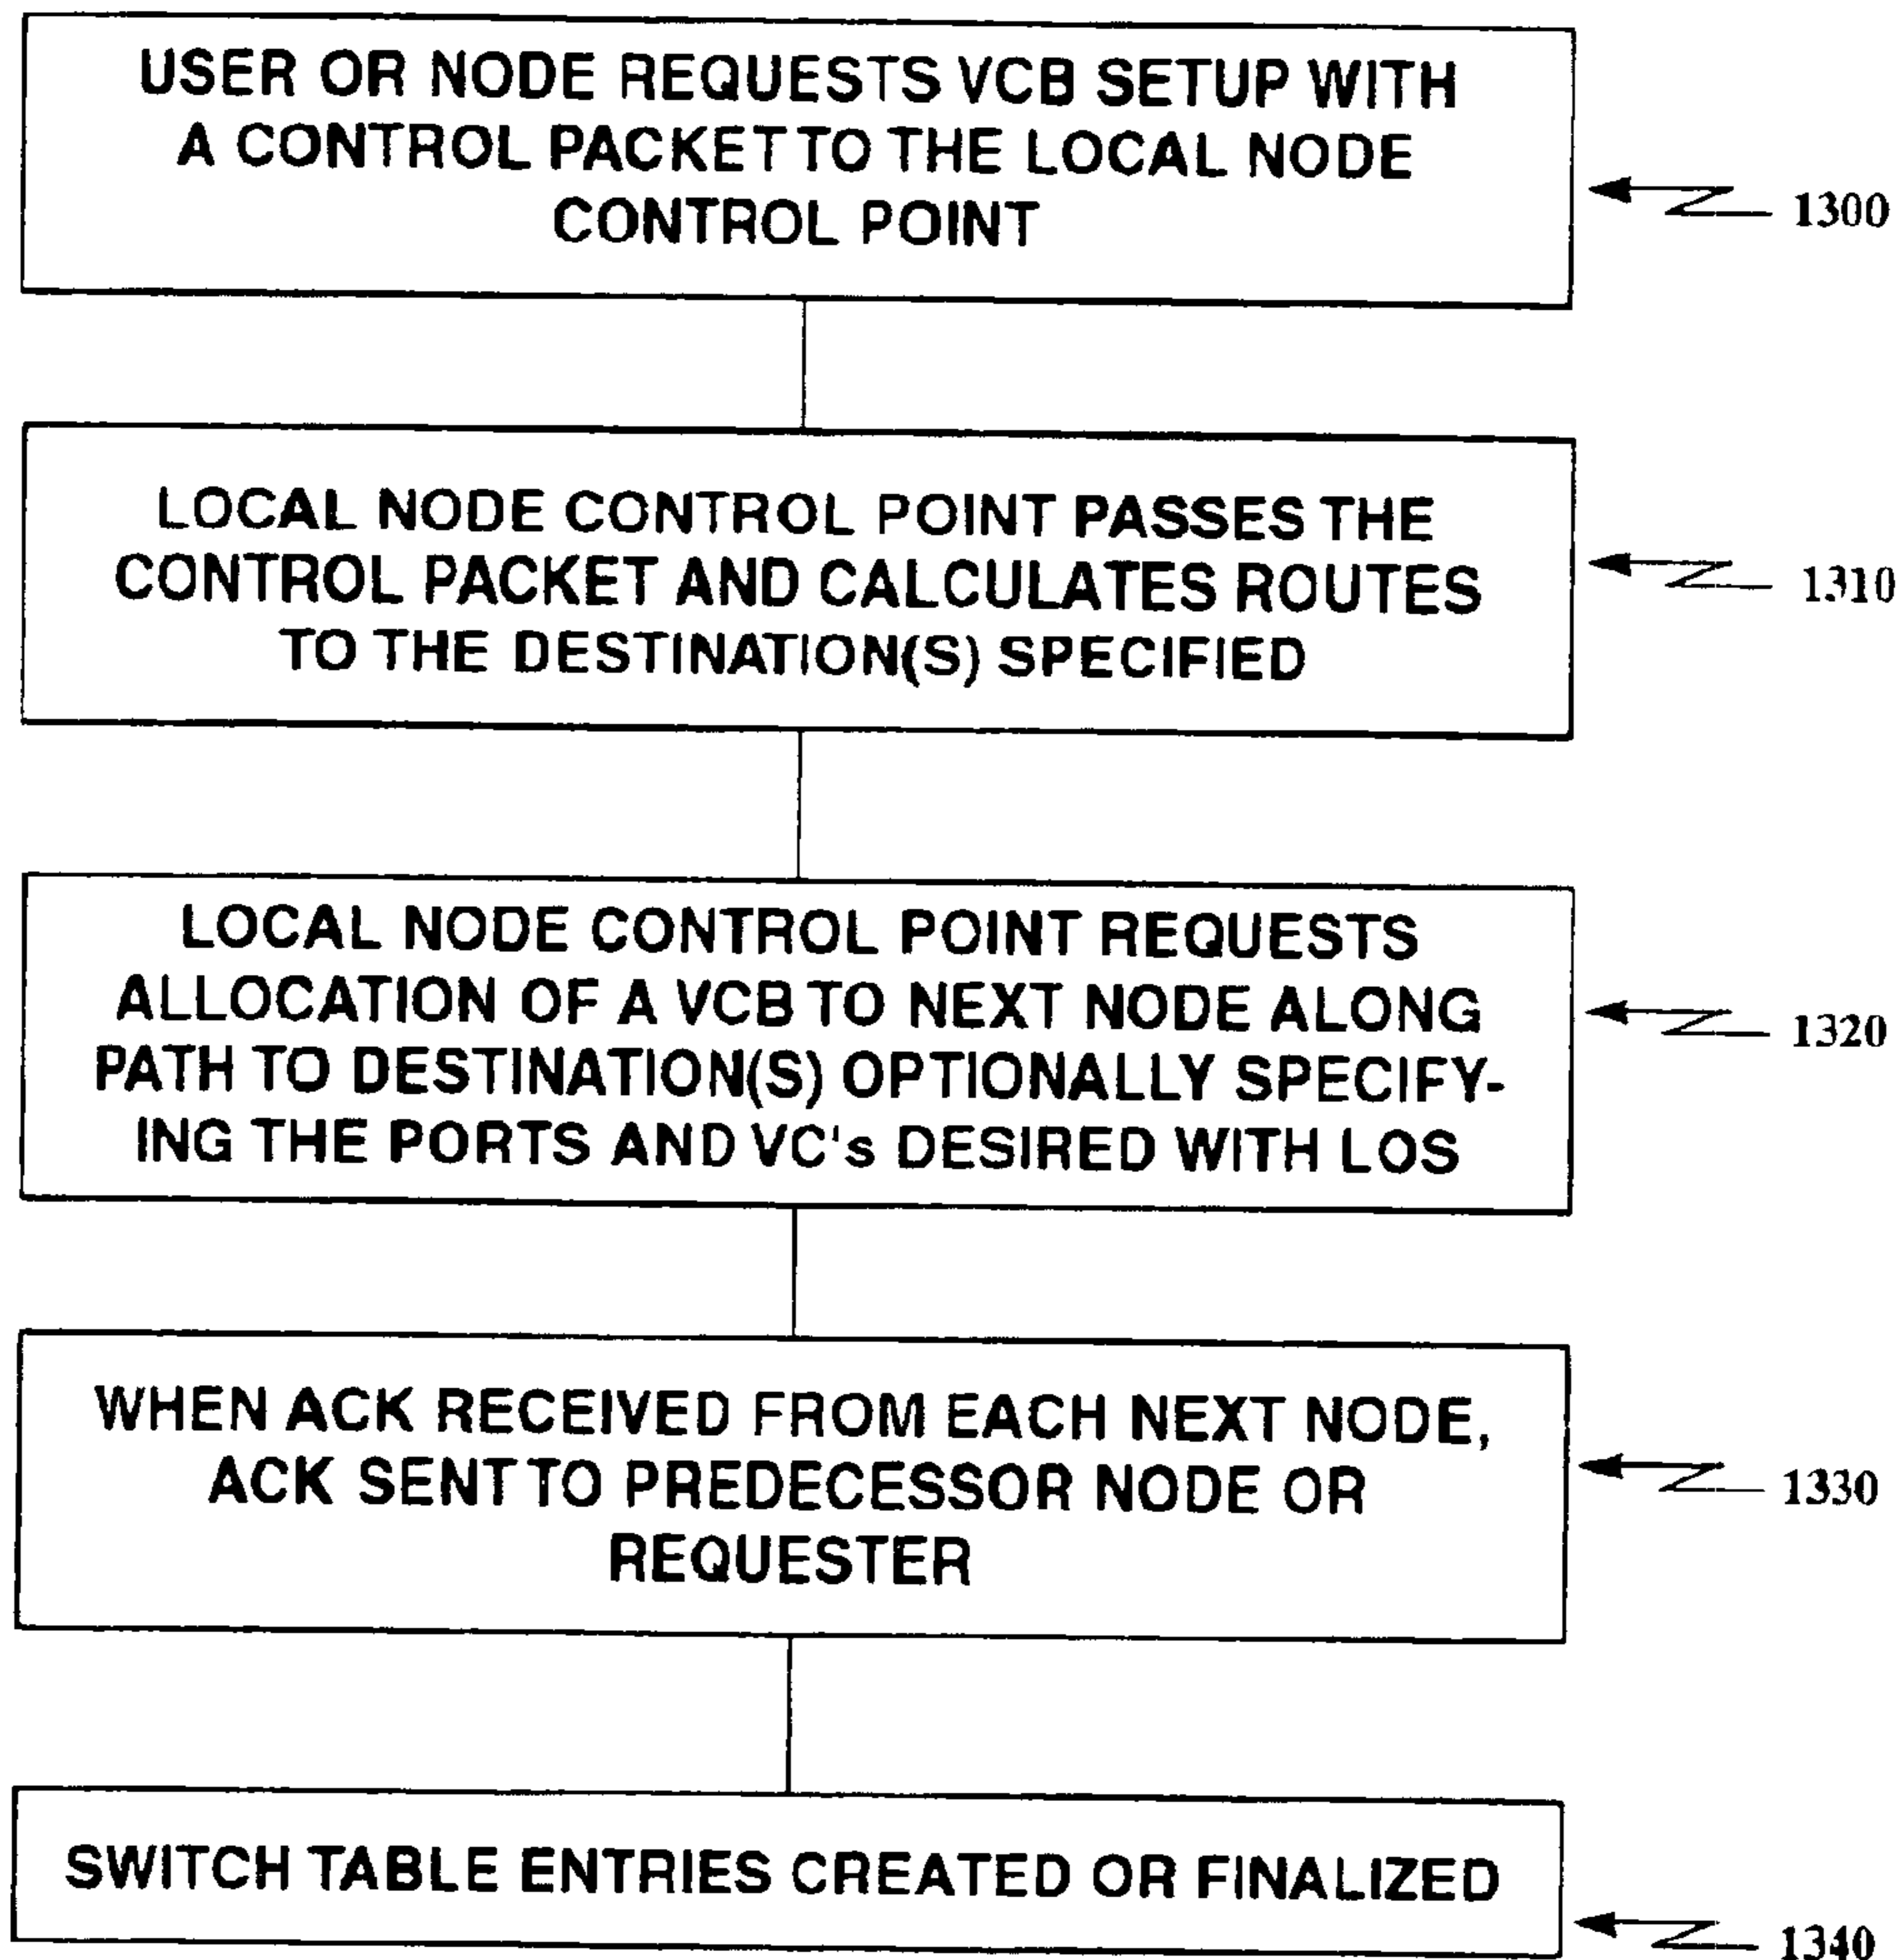 USER OR NODE REQUESTS VCB SETUP WITH
A CONTROL PACKET TO THE LOCAL NODE
CONTROL POINT
1300
LOCAL NODE CONTROL POINT PASSES THE
CONTROL PACKET AND CALCULATES ROUTES
TO THE DESTINATION(S) SPECIFIED
1310
LOCAL NODE CONTROL POINT REQUESTS
ALLOCATION OF A VCB TO NEXT NODE ALONG
PATH TO DESTINATION(S) OPTIONALLY SPECIFY-
ING THE PORTS AND VC's DESIRED WITH LOS
1320
WHEN ACK RECEIVED FROM EACH NEXT NODE,
ACK SENT TO PREDECESSOR NODE OR
REQUESTER
1330
SWITCH TABLE ENTRIES CREATED OR FINALIZED
1340